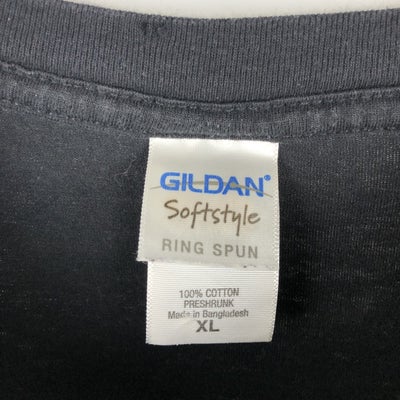 GILDAN®
Softstyle
RING SPUN
100% COTTON
PRESHRUNK
Made in Bangladesh
XL